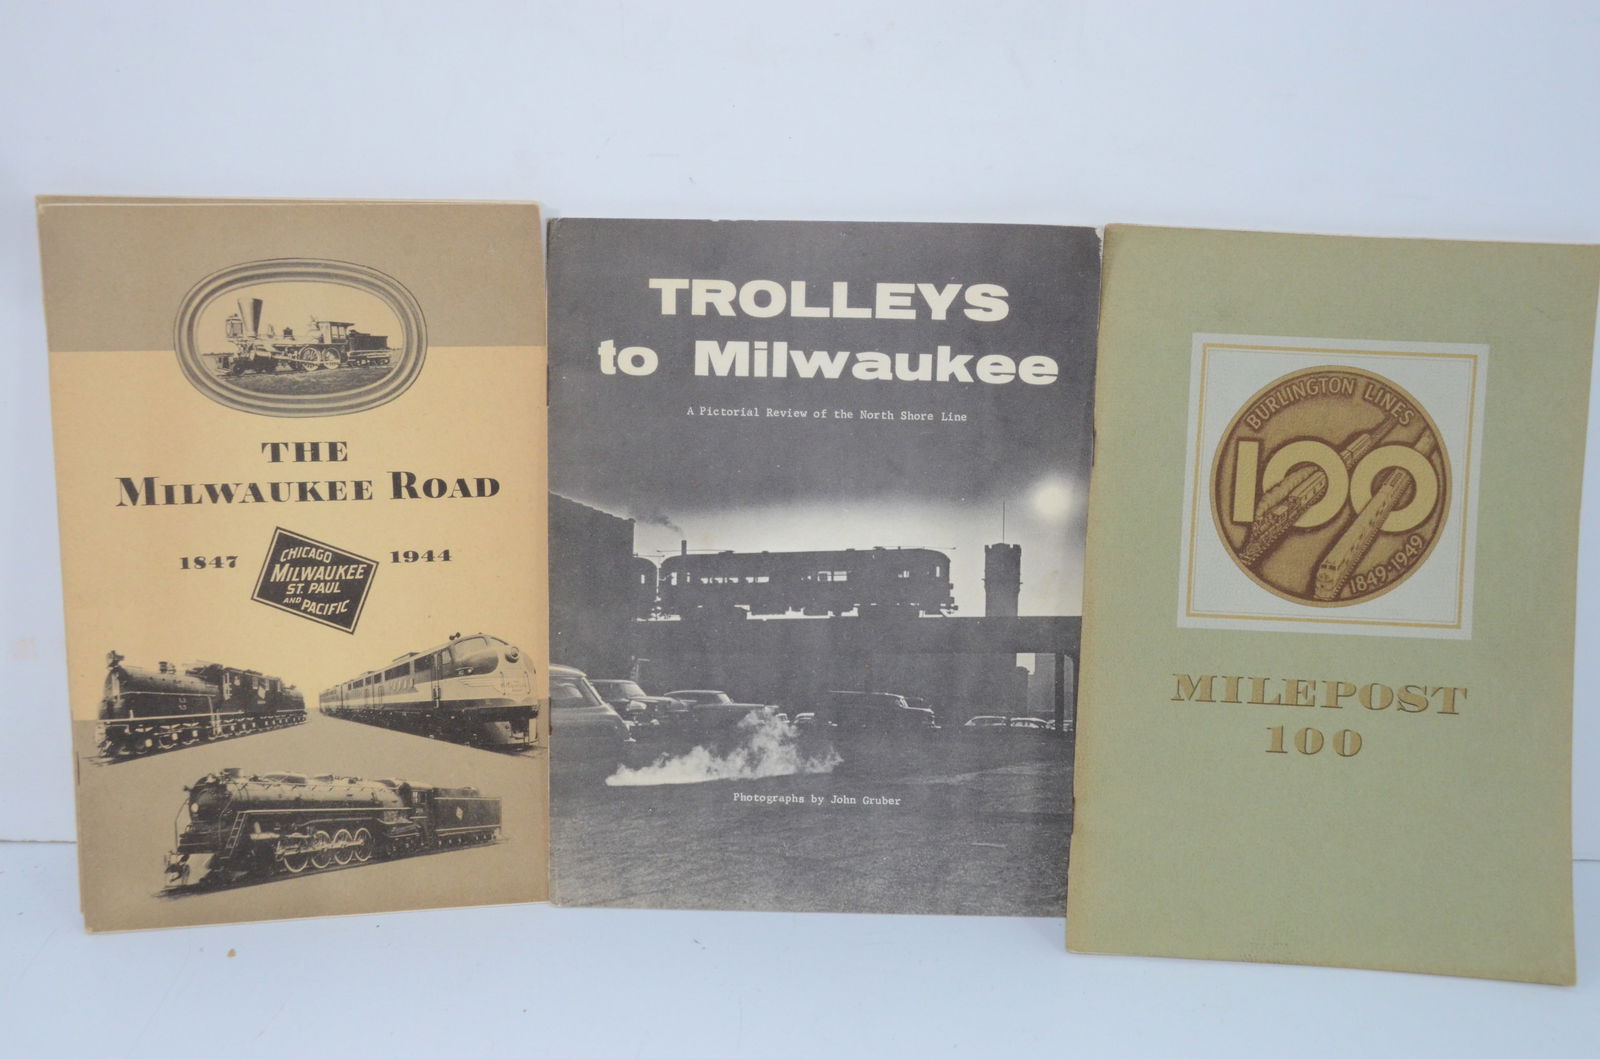 THE
MILWAUKEE ROAD
1847
1944
CHICAGO
MILWAUKEE
ST. PAUL
AND PACIFIC
TROLLEYS
to Milwaukee
A Pictorial Review of the North Shore Line
Photographs by John Gruber
BURLINGTON LINES
100
1849·1949
MILEPOST
100